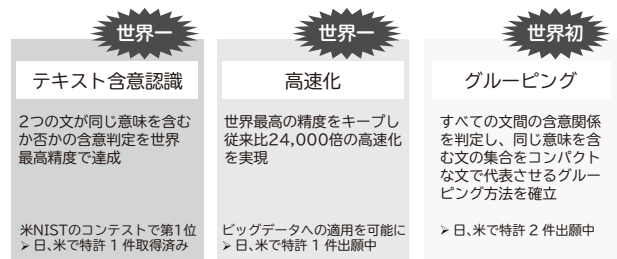 世界一
テキスト含意認識
2つの文が同じ意味を含む
か否かの含意判定を世界
最高精度で達成
米NISTのコンテストで第1位
➢ 日、米で特許 1 件取得済み
世界一
高速化
世界最高の精度をキープし
従来比24,000倍の高速化
を実現
ビッグデータへの適用を可能に
➢ 日、米で特許 1 件出願中
世界初
グルーピング
すべての文間の含意関係
を判定し、同じ意味を含
む文の集合をコンパクト
な文で代表させるグルー
ピング方法を確立
➢ 日、米で特許 2 件出願中